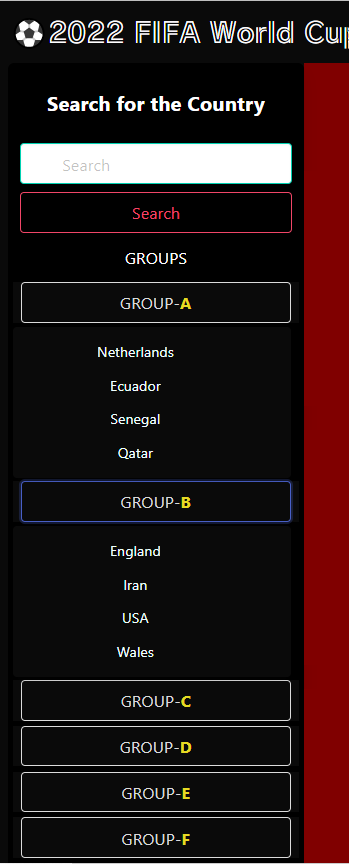 2022 FIFA World Cup
Search for the Country
Search
Search
GROUPS
GROUP-A
Netherlands
Ecuador
Senegal
Qatar
GROUP-B
England
Iran
USA
Wales
GROUP-C
GROUP-D
GROUP-E
GROUP-F